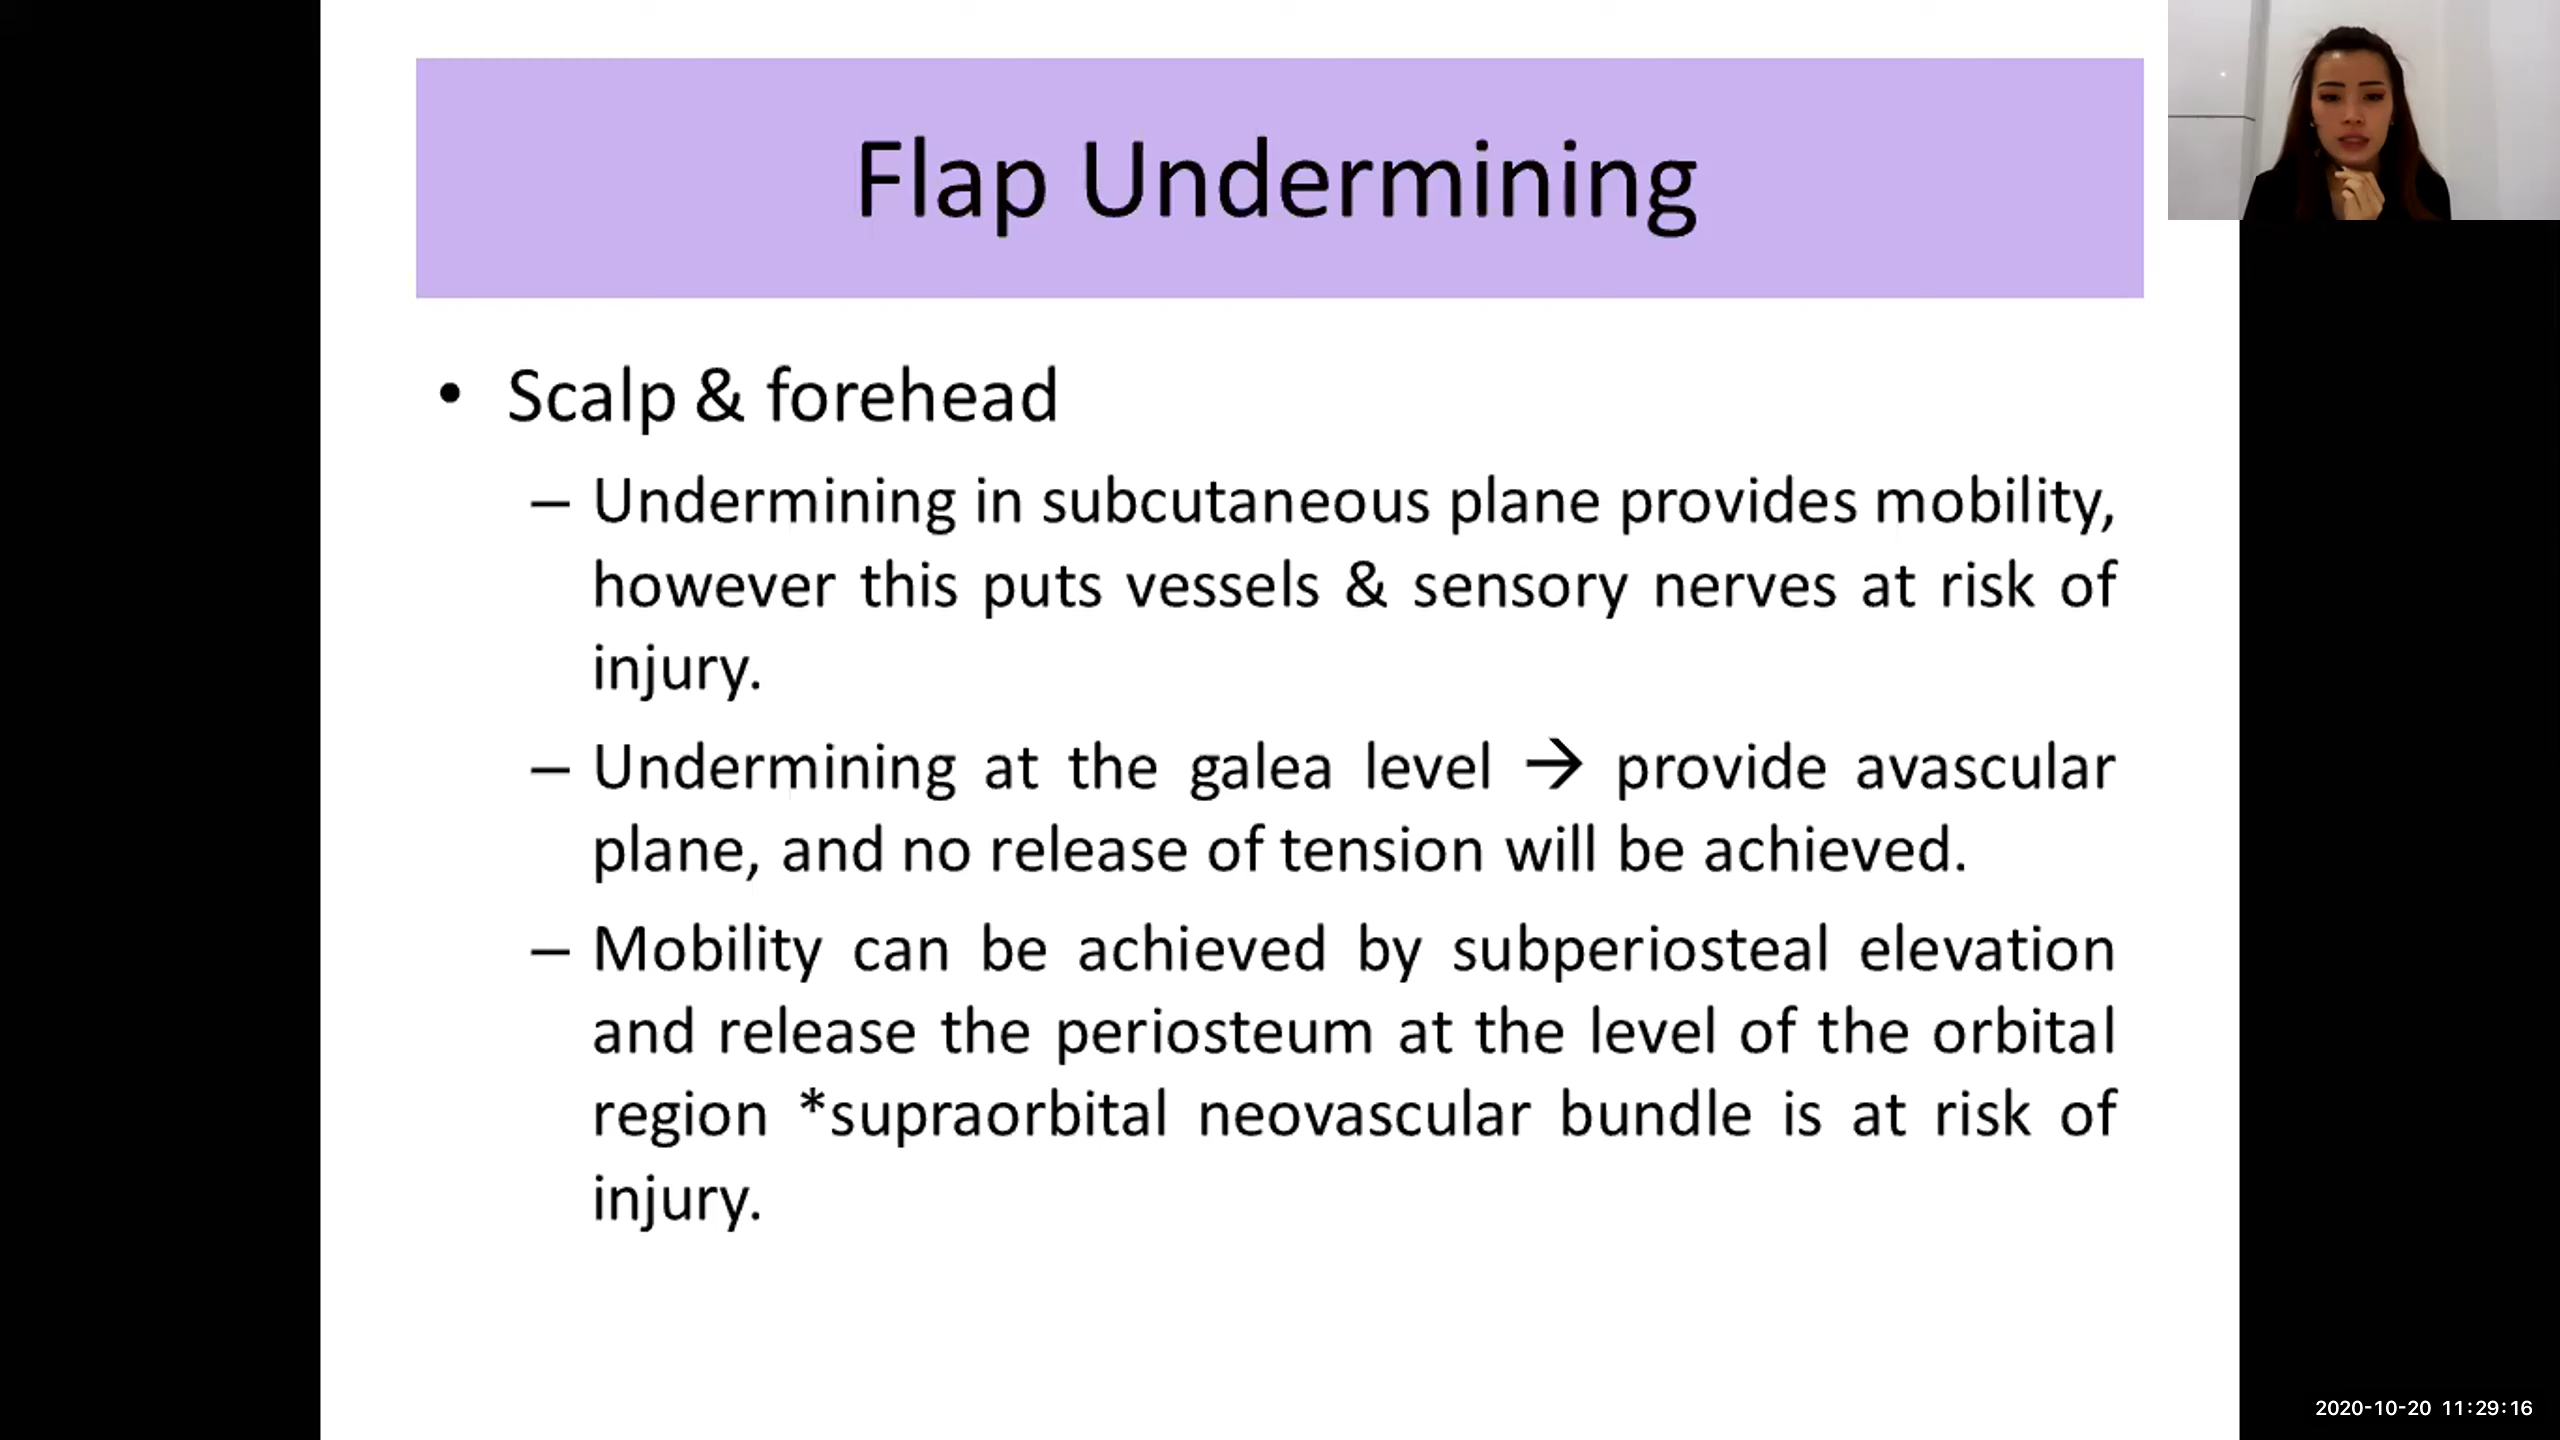 Flap Undermining
• Scalp & forehead
– Undermining in subcutaneous plane provides mobility,
however this puts vessels & sensory nerves at risk of
injury.
– Undermining at the galea level → provide avascular
plane, and no release of tension will be achieved.
– Mobility can be achieved by subperiosteal elevation
and release the periosteum at the level of the orbital
region *supraorbital neovascular bundle is at risk of
injury.
2020-10-20 11:29:16